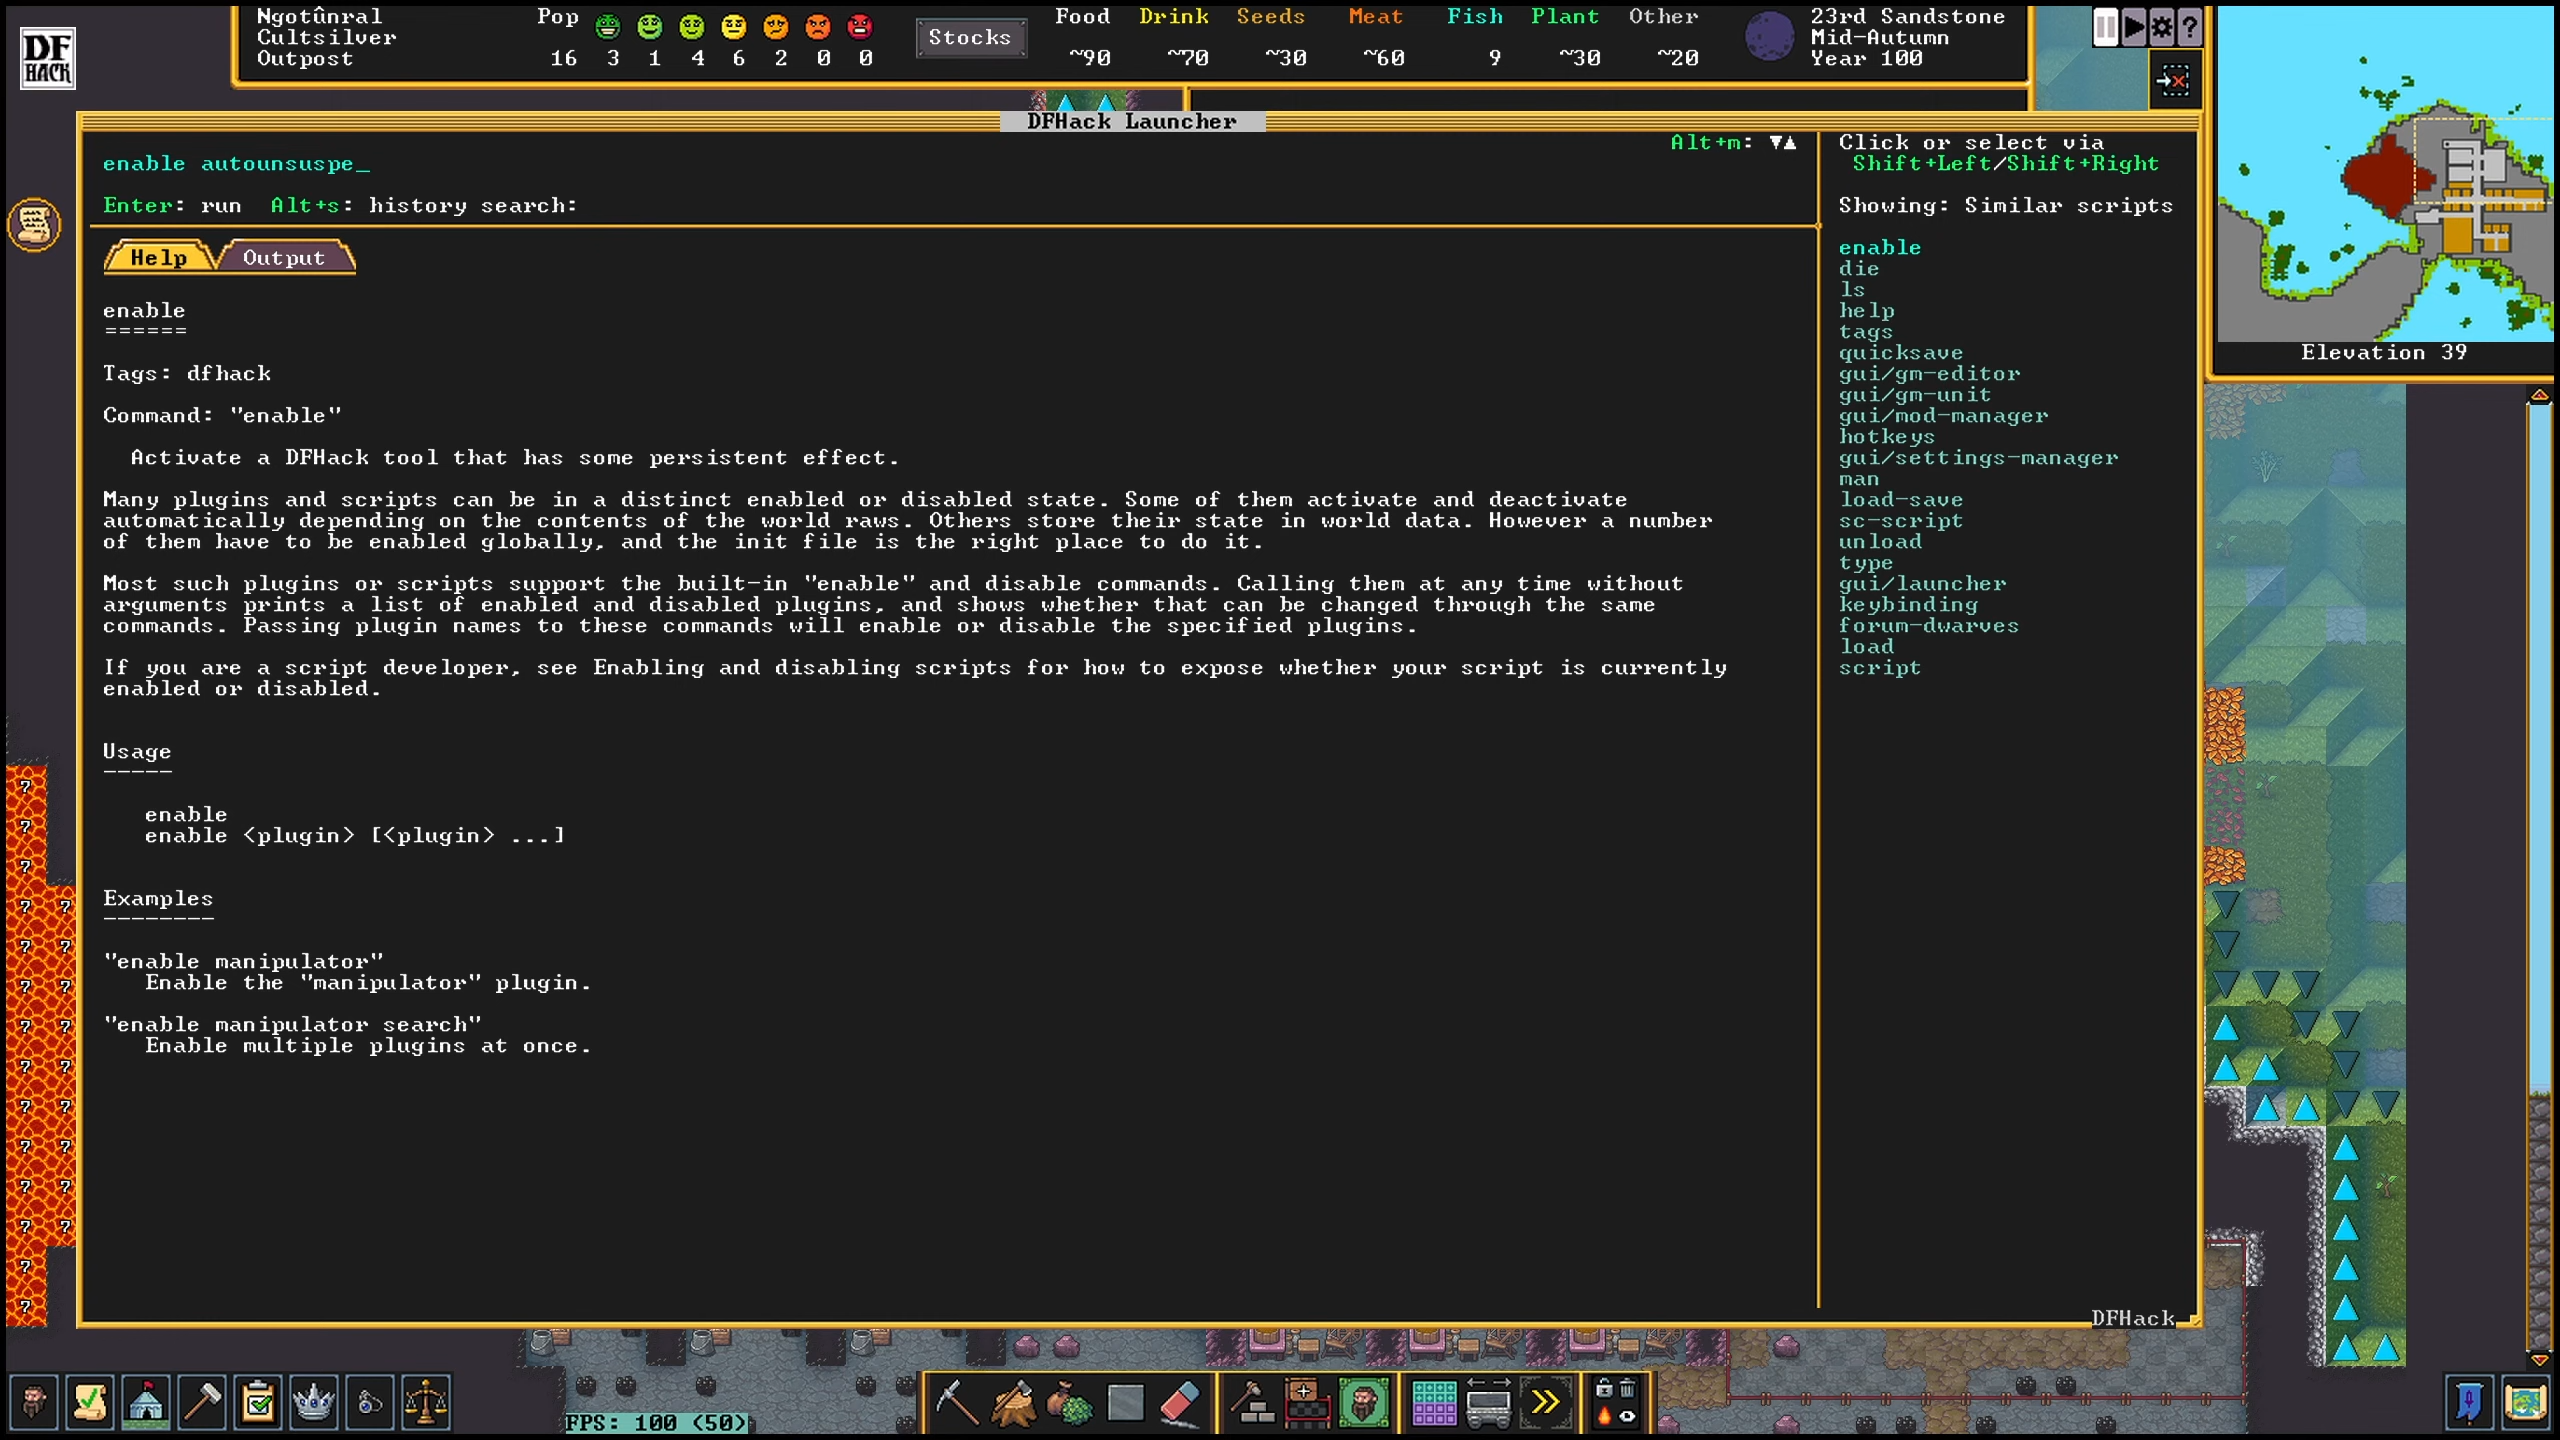 DF
HACK
Ngotûnral
Cultsilver
Outpost
Pop
16 3 1 4 6 2 0 0
Stocks
Food Drink Seeds Meat Fish Plant Other
~90 ~70 ~30 ~60 9 ~30 ~20
23rd Sandstone
Mid-Autumn
Year 100
?
Elevation 39
DFHack Launcher
enable autounsuspe_
Alt+m: ▼▲
Enter: run Alt+s: history search:
Help Output
enable
======
Tags: dfhack
Command: "enable"
Activate a DFHack tool that has some persistent effect.
Many plugins and scripts can be in a distinct enabled or disabled state. Some of them activate and deactivate
automatically depending on the contents of the world raws. Others store their state in world data. However a number
of them have to be enabled globally, and the init file is the right place to do it.
Most such plugins or scripts support the built-in "enable" and disable commands. Calling them at any time without
arguments prints a list of enabled and disabled plugins, and shows whether that can be changed through the same
commands. Passing plugin names to these commands will enable or disable the specified plugins.
If you are a script developer, see Enabling and disabling scripts for how to expose whether your script is currently
enabled or disabled.
Usage
-----
enable
enable <plugin> [<plugin> ...]
Examples
--------
"enable manipulator"
Enable the "manipulator" plugin.
"enable manipulator search"
Enable multiple plugins at once.
Click or select via
Shift+Left/Shift+Right
Showing: Similar scripts
enable
die
ls
help
tags
quicksave
gui/gm-editor
gui/gm-unit
gui/mod-manager
hotkeys
gui/settings-manager
man
load-save
sc-script
unload
type
gui/launcher
keybinding
forum-dwarves
load
script
DFHack
FPS: 100 (50)